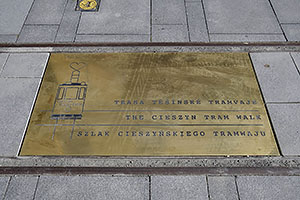 TRASA TĚŠÍNSKÉ TRAMVAJE
THE CIESZYN TRAM WALK
SZLAK CIESZYŃSKIEGO TRAMWAJU